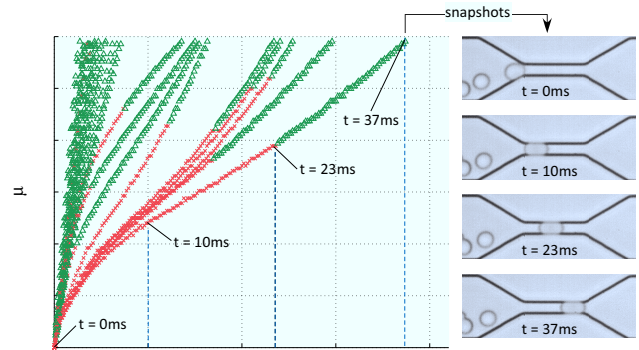 snapshots
t = 0ms
t = 37ms
t = 10ms
t = 23ms
μ
t = 10ms
t = 23ms
t = 0ms
t = 37ms